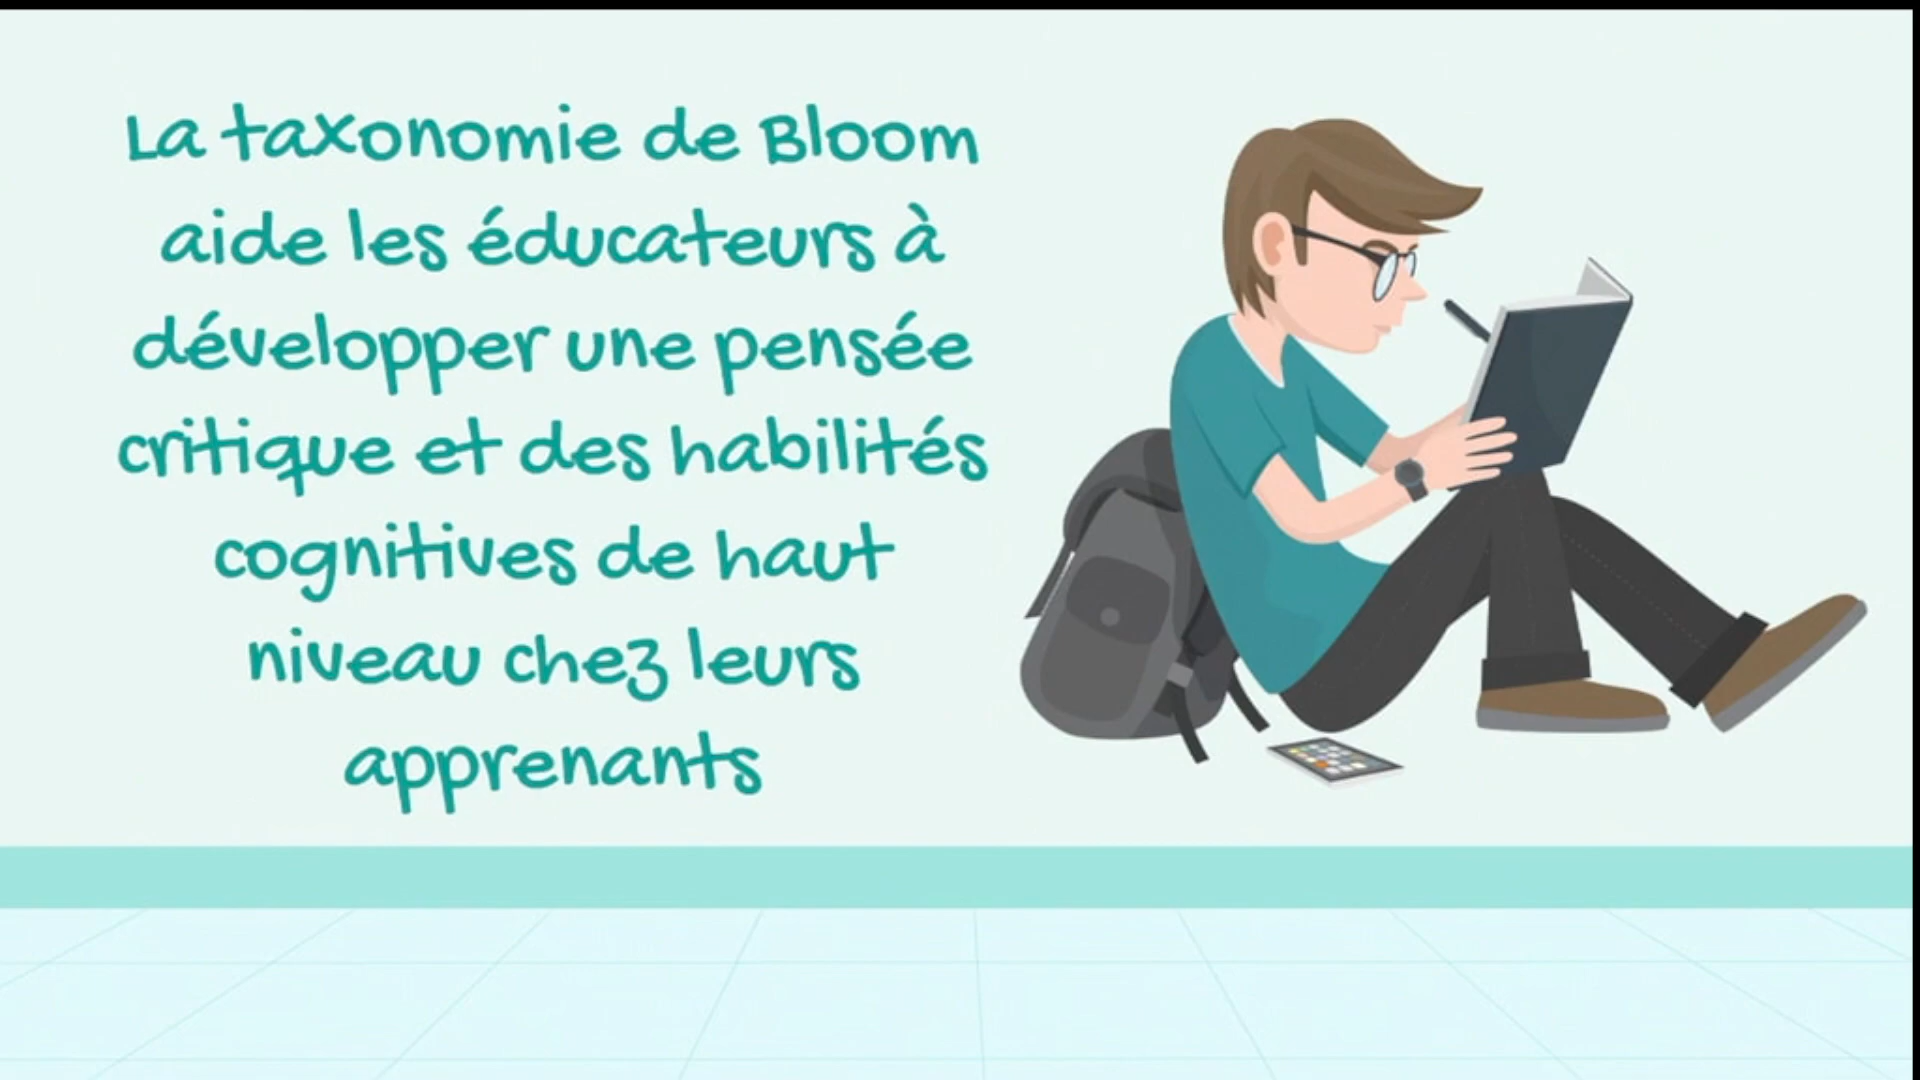 La taxonomie de Bloom
aide les éducateurs à
développer une pensée
critique et des habilités
cognitives de haut
niveau chez leurs
apprenants